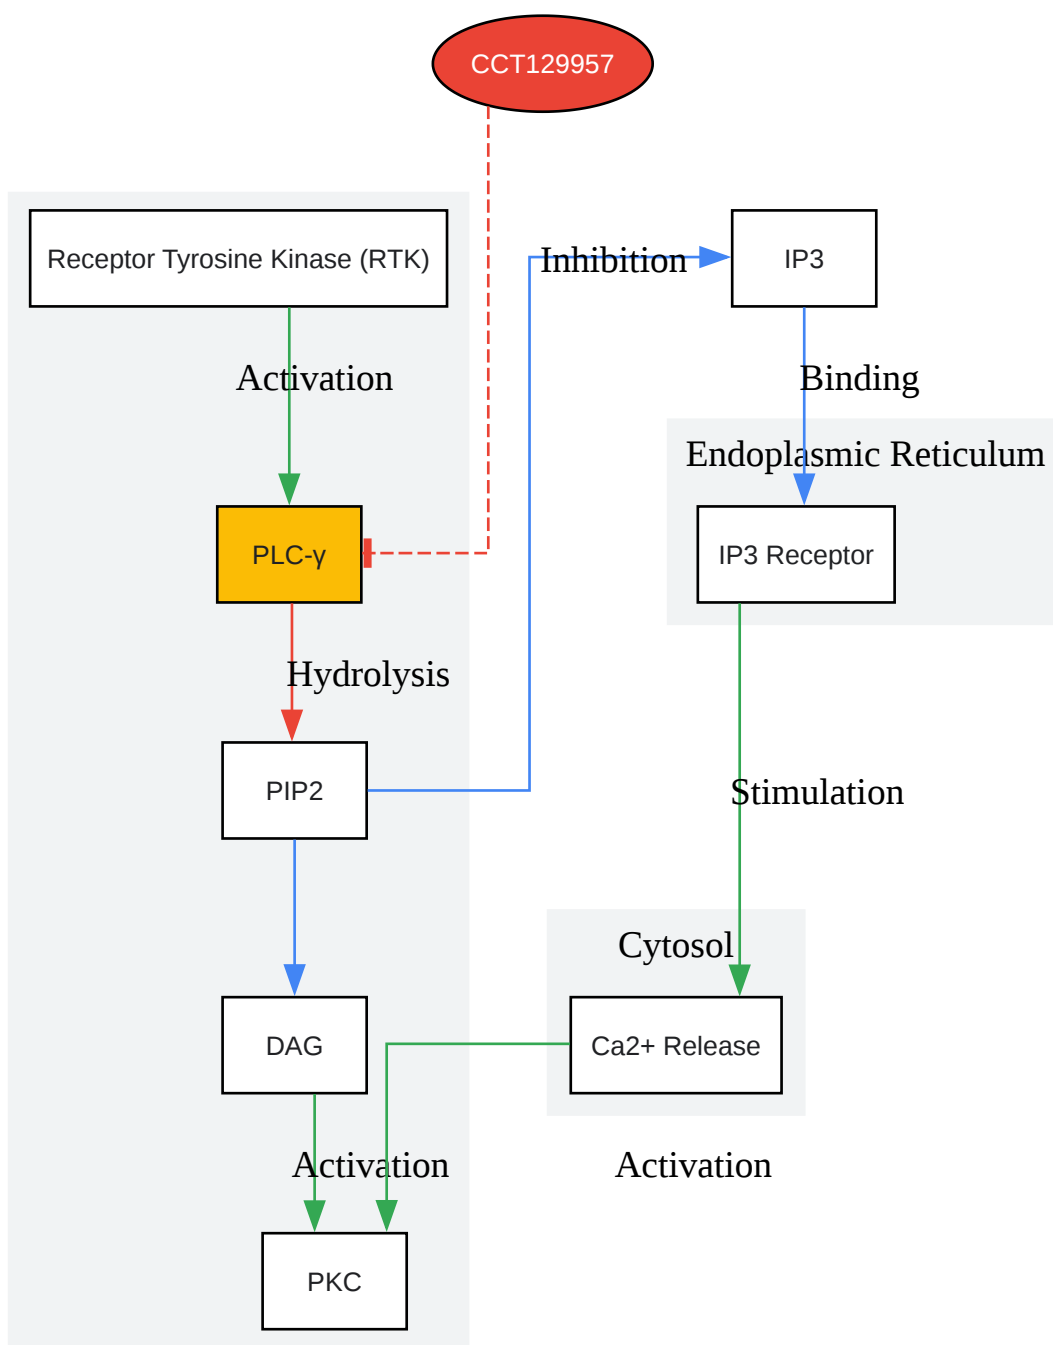 CCT129957
Receptor Tyrosine Kinase (RTK)
Inhibition
IP3
Activation
Binding
Endoplasmic Reticulum
PLC-γ
IP3 Receptor
Hydrolysis
PIP2
Stimulation
Cytosol
DAG
Ca2+ Release
Activation
Activation
PKC